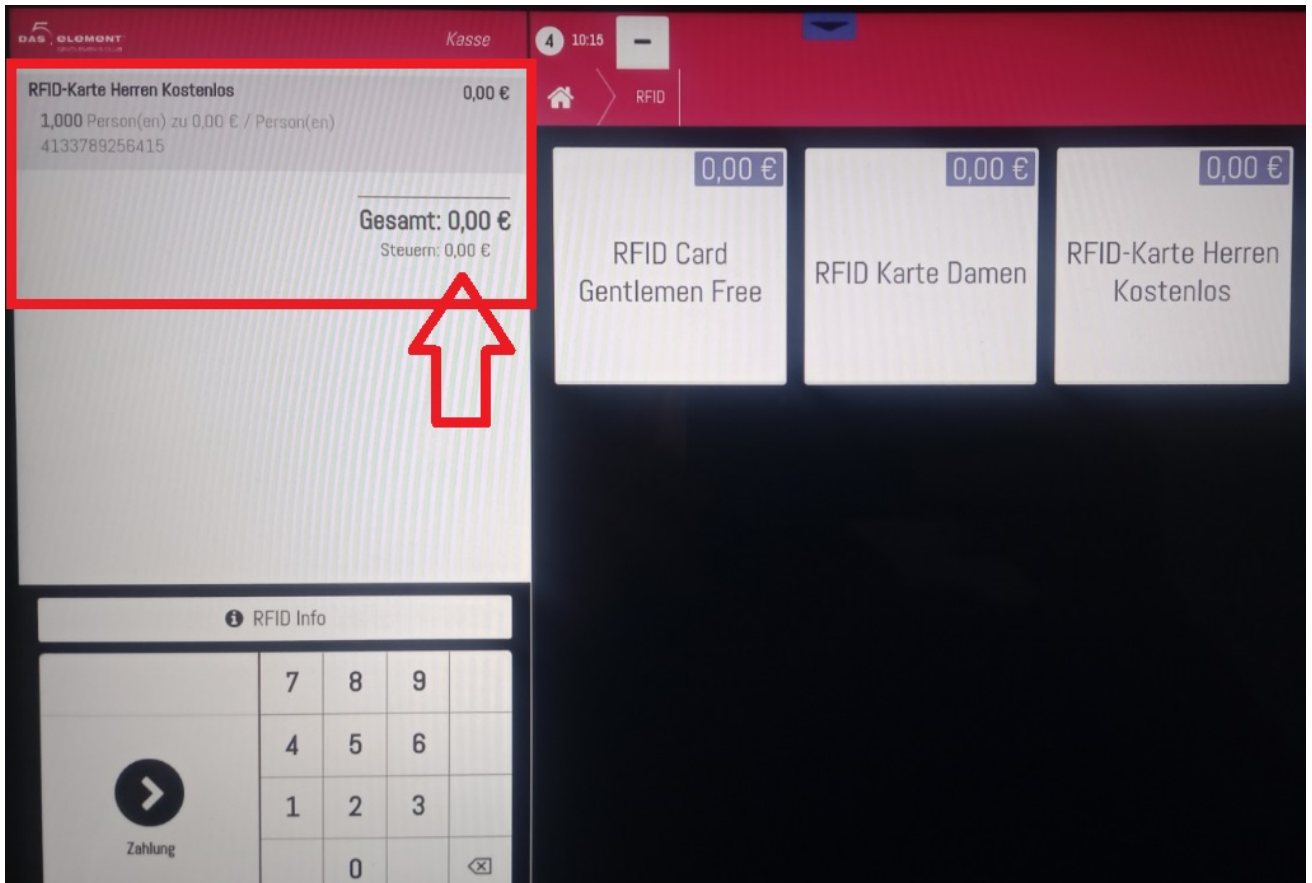 DAS 5 ELEMENT
Kasse
RFID-Karte Herren Kostenlos 0,00 €
1,000 Person(en) zu 0,00 € / Person(en)
4133789256415
Gesamt: 0,00 €
Steuern: 0,00 €
RFID Info
7 8 9
4 5 6
1 2 3
0
Zahlung
4 10:15
RFID
0,00 €
RFID Card
Gentlemen Free
0,00 €
RFID Karte Damen
0,00 €
RFID-Karte Herren
Kostenlos